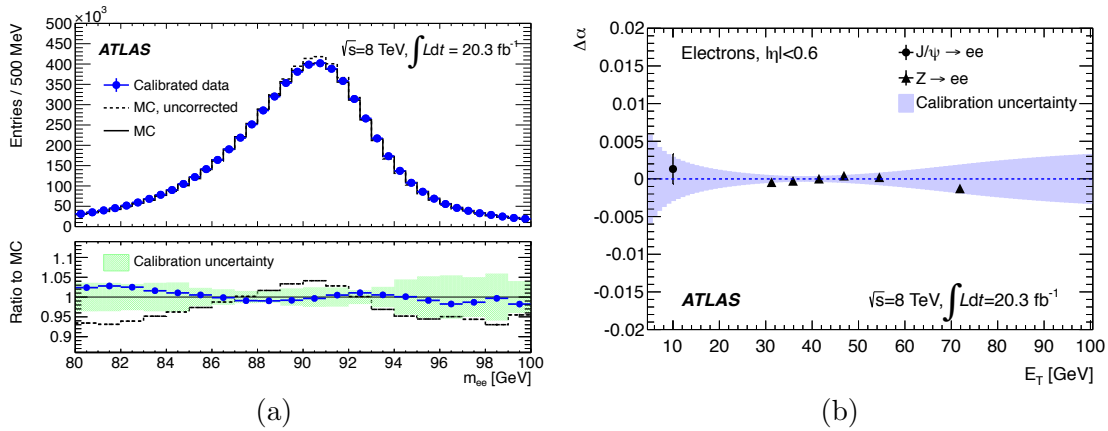 ×10³
500
450
400
350
300
250
200
150
100
50
0
Entries / 500 MeV
ATLAS
√s=8 TeV, ∫Ldt = 20.3 fb⁻¹
Calibrated data
MC, uncorrected
MC
1.1
1.05
1
0.95
0.9
Ratio to MC
Calibration uncertainty
80 82 84 86 88 90 92 94 96 98 100
m_ee [GeV]
(a)
Δα
0.02
0.015
0.01
0.005
0
-0.005
-0.01
-0.015
-0.02
Electrons, |η|<0.6
J/ψ → ee
Z → ee
Calibration uncertainty
ATLAS
√s=8 TeV, ∫Ldt=20.3 fb⁻¹
10 20 30 40 50 60 70 80 90 100
E_T [GeV]
(b)